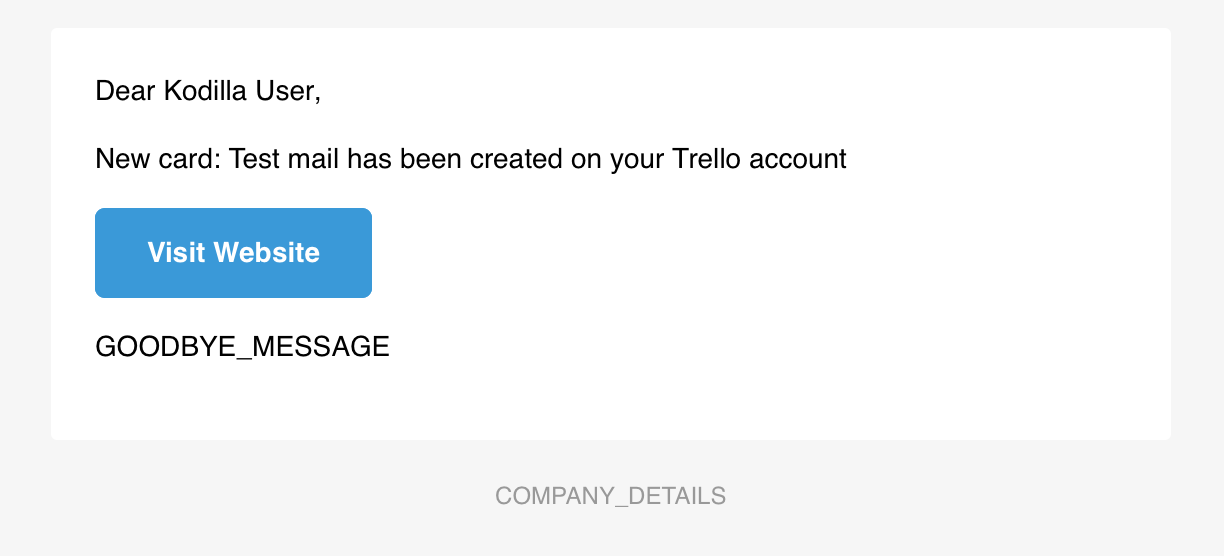 Dear Kodilla User,
New card: Test mail has been created on your Trello account
Visit Website
GOODBYE_MESSAGE
COMPANY_DETAILS